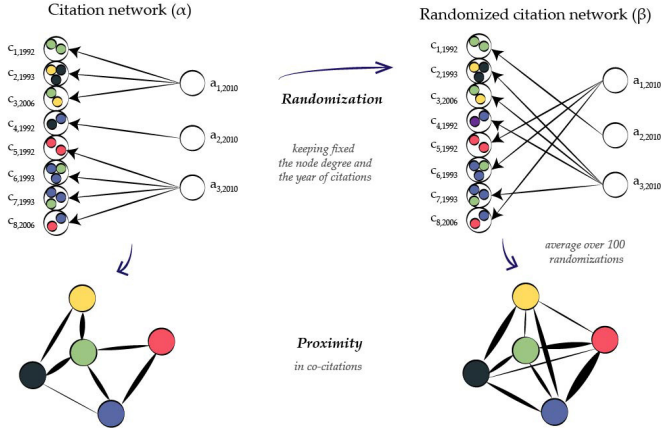 Citation network (α)
Randomized citation network (β)
c1,1992
c2,1993
c3,2006
c4,1992
c5,1992
c6,1993
c7,1993
c8,2006
a1,2010
a2,2010
a3,2010
Randomization
keeping fixed
the node degree and
the year of citations
c1,1992
c2,1993
c3,2006
c4,1992
c5,1992
c6,1993
c7,1993
c8,2006
a1,2010
a2,2010
a3,2010
average over 100
randomizations
Proximity
in co-citations